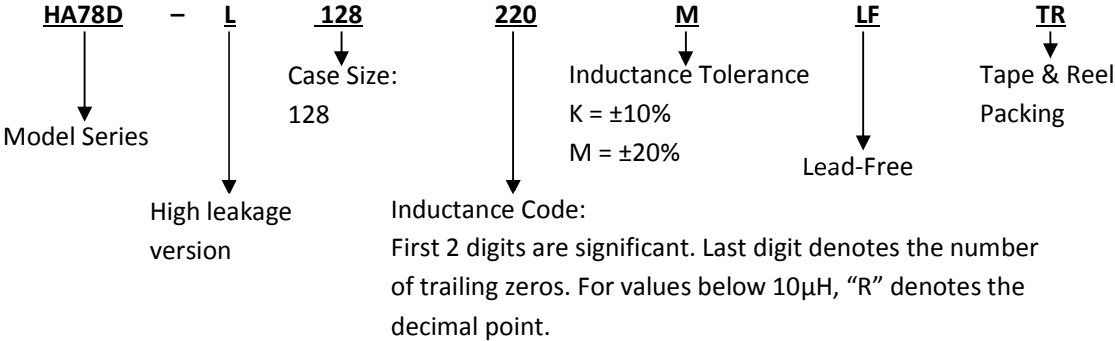 HA78D – L 128 220 M LF TR
Case Size:
128
Inductance Tolerance
K = ±10%
M = ±20%
Tape & Reel
Packing
Model Series
Lead-Free
High leakage
version
Inductance Code:
First 2 digits are significant. Last digit denotes the number
of trailing zeros. For values below 10µH, “R” denotes the
decimal point.